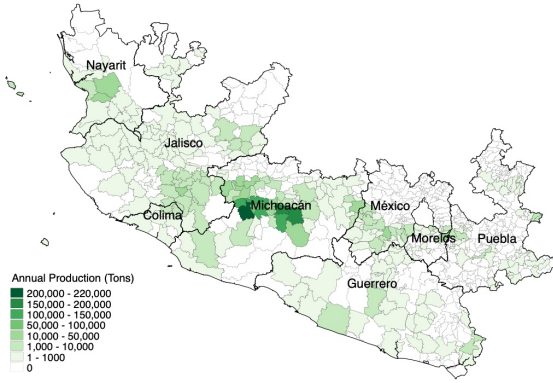 Nayarit
Jalisco
Michoacán
México
Colima
Morelos
Puebla
Guerrero
Annual Production (Tons)
200,000 - 220,000
150,000 - 200,000
100,000 - 150,000
50,000 - 100,000
10,000 - 50,000
1,000 - 10,000
1 - 1000
0